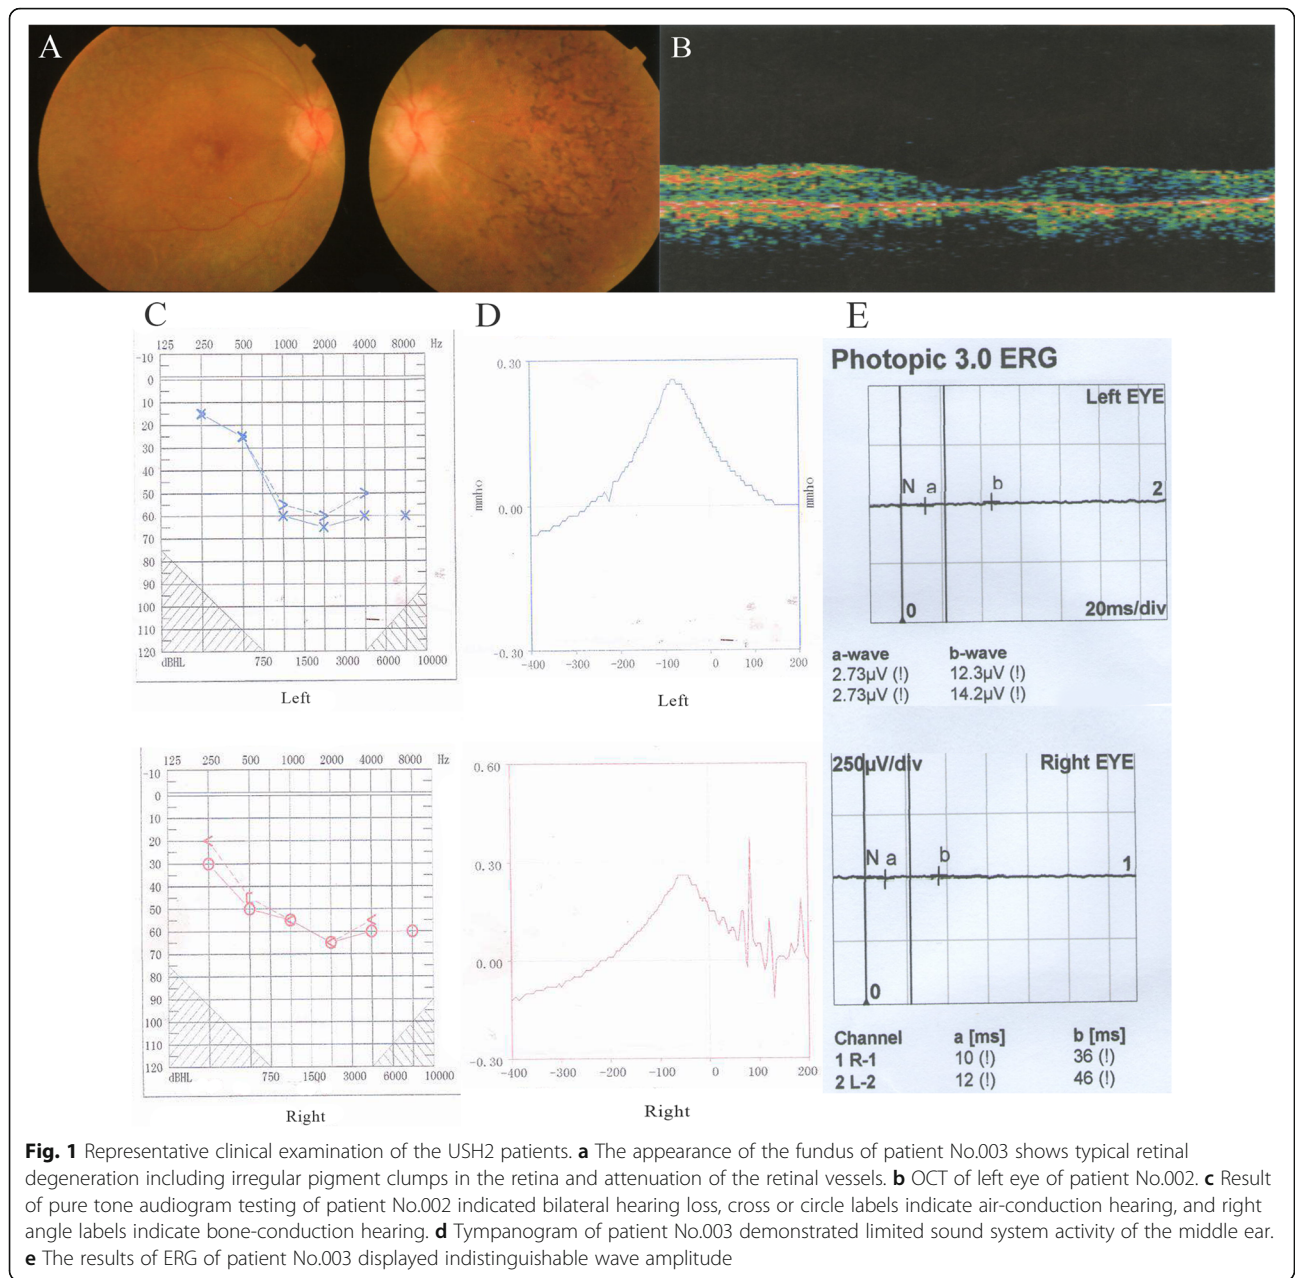 A
B
C
D
E
125 250 500 1000 2000 4000 8000 Hz
-10
0
10
20
30
40
50
60
70
80
90
100
110
120
dBHL 750 1500 3000 6000 10000
Left
0.30
mmho
0.00
mmho
-0.30
-400 -300 -200 -100 0 100 200
Left
Photopic 3.0 ERG
Left EYE
N a b 2
0 20ms/div
a-wave b-wave
2.73µV (!) 12.3µV (!)
2.73µV (!) 14.2µV (!)
125 250 500 1000 2000 4000 8000 Hz
-10
0
10
20
30
40
50
60
70
80
90
100
110
120
dBHL 750 1500 3000 6000 10000
Right
0.60
0.30
0.00
-0.30
-400 -300 -200 -100 0 100 200
Right
250µV/div Right EYE
N a b 1
0
Channel a [ms] b [ms]
1 R-1 10 (!) 36 (!)
2 L-2 12 (!) 46 (!)
Fig. 1 Representative clinical examination of the USH2 patients. a The appearance of the fundus of patient No.003 shows typical retinal
degeneration including irregular pigment clumps in the retina and attenuation of the retinal vessels. b OCT of left eye of patient No.002. c Result
of pure tone audiogram testing of patient No.002 indicated bilateral hearing loss, cross or circle labels indicate air-conduction hearing, and right
angle labels indicate bone-conduction hearing. d Tympanogram of patient No.003 demonstrated limited sound system activity of the middle ear.
e The results of ERG of patient No.003 displayed indistinguishable wave amplitude